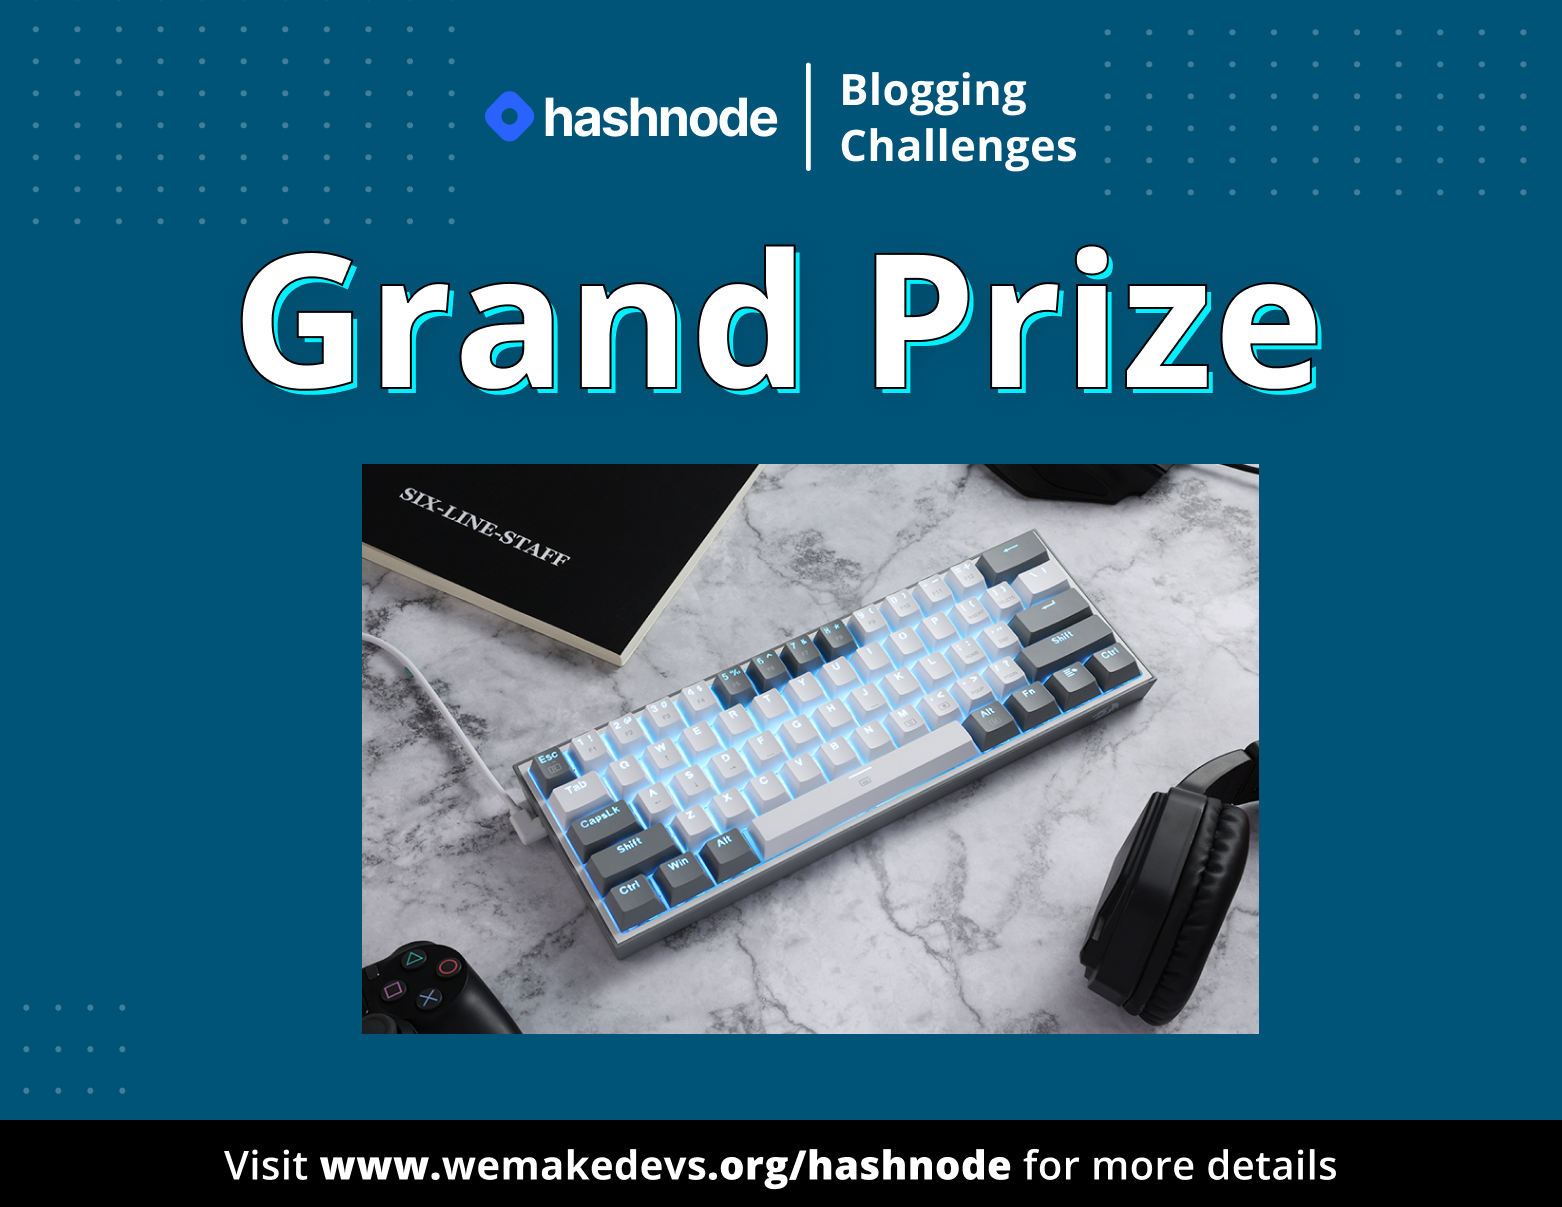 hashnode
Blogging
Challenges
Grand Prize
SIX-LINE-STAFF
Esc
Tab
Q W E R T Y U I O P
CapsLk
A S D F G H J K L
Shift
Z X C V B N M
Shift
Ctrl
Win
Alt
Alt
Fn
Ctrl
Visit www.wemakedevs.org/hashnode for more details